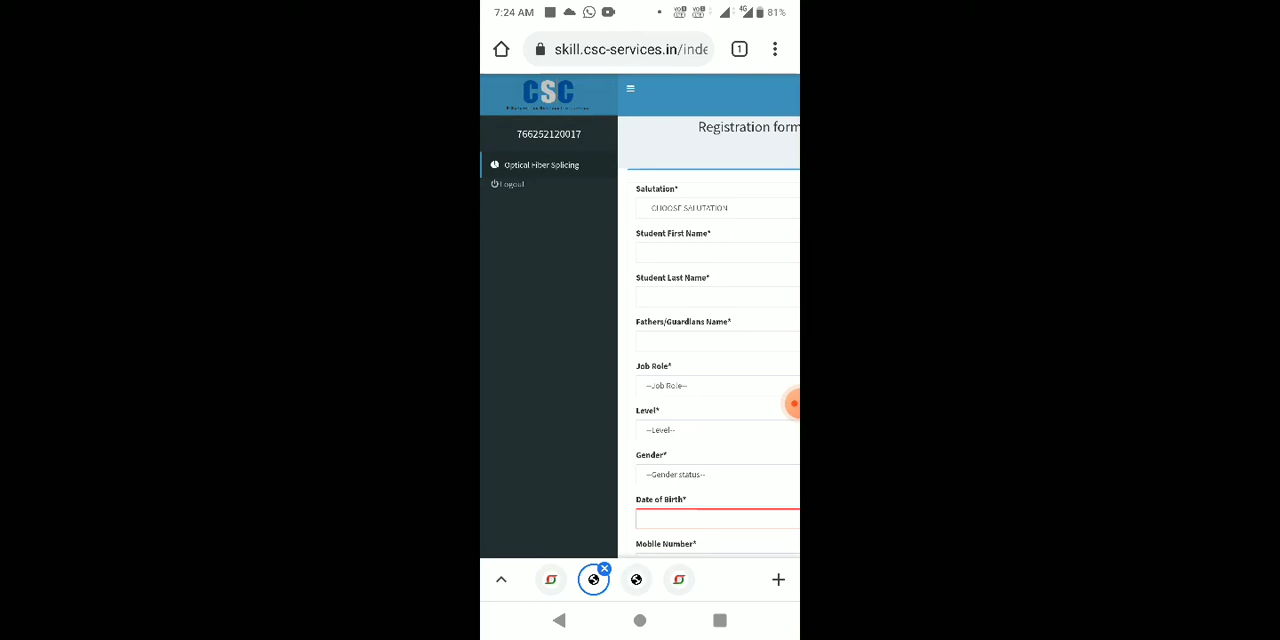 7:24 AM
4G
81%
skill.csc-services.in/inde
1
CSC
766252120017
Optical Fiber Splicing
Logout
Registration form
Salutation*
CHOOSE SALUTATION
Student First Name*
Student Last Name*
Fathers/Guardians Name*
Job Role*
--Job Role--
Level*
--Level--
Gender*
--Gender status--
Date of Birth*
Mobile Number*